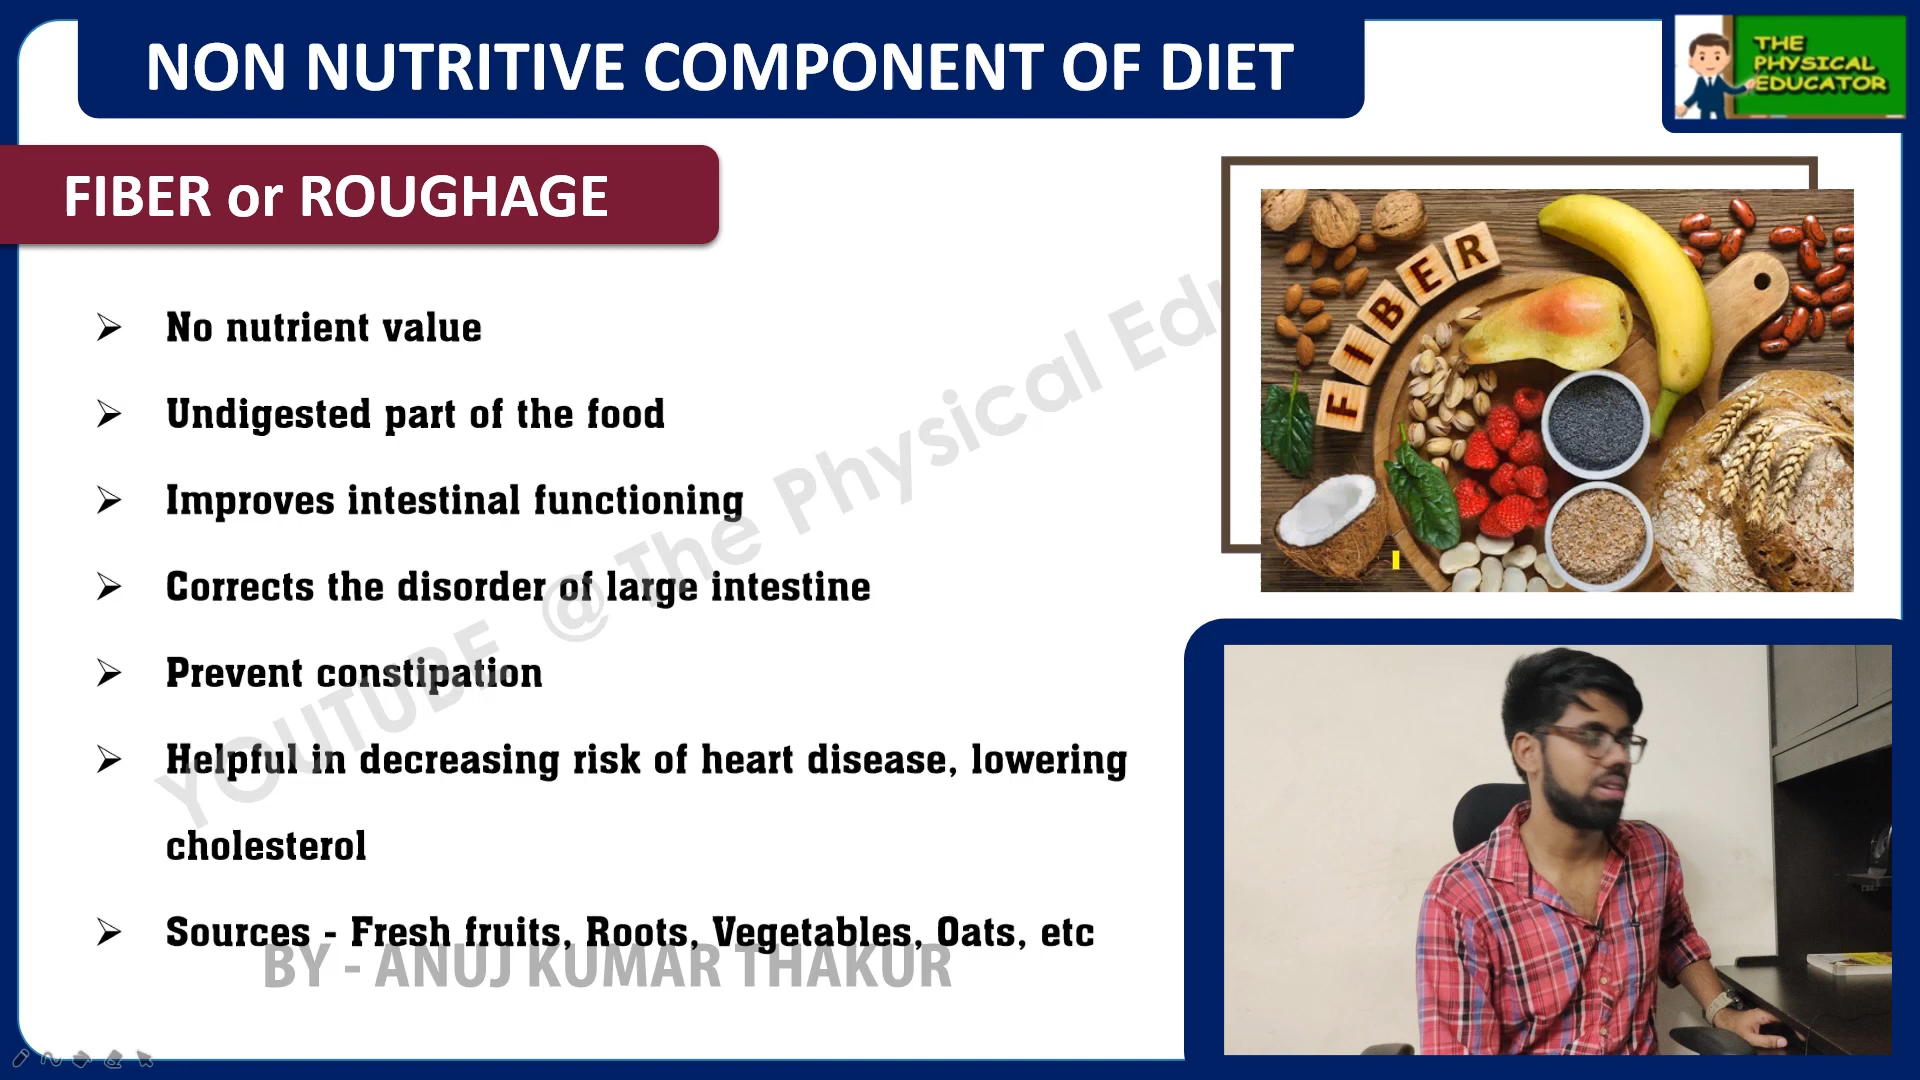 NON NUTRITIVE COMPONENT OF DIET
THE
PHYSICAL
EDUCATOR
FIBER or ROUGHAGE
FIBER
No nutrient value
Undigested part of the food
Improves intestinal functioning
Corrects the disorder of large intestine
Prevent constipation
Helpful in decreasing risk of heart disease, lowering
cholesterol
Sources - Fresh fruits, Roots, Vegetables, Oats, etc
YOUTUBE @ The Physical Edu
BY - ANUJ KUMAR THAKUR